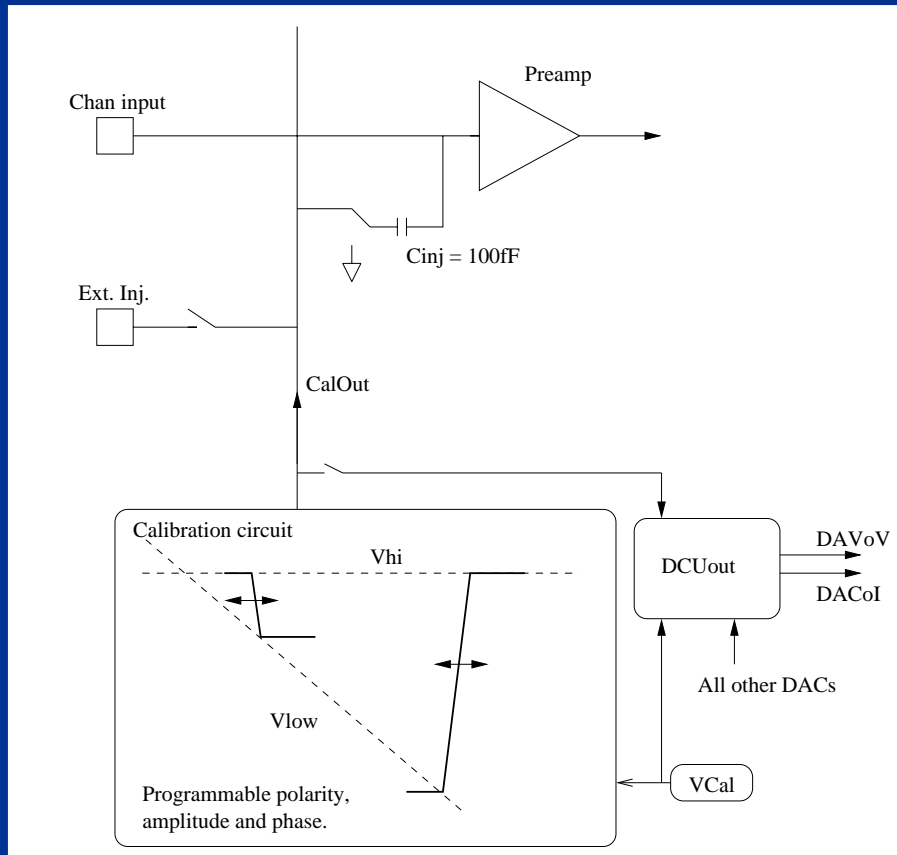 Preamp
Chan input
Cinj = 100fF
Ext. Inj.
CalOut
Calibration circuit
Vhi
Vlow
Programmable polarity,
amplitude and phase.
DCUout
DAVoV
DACoI
All other DACs
VCal